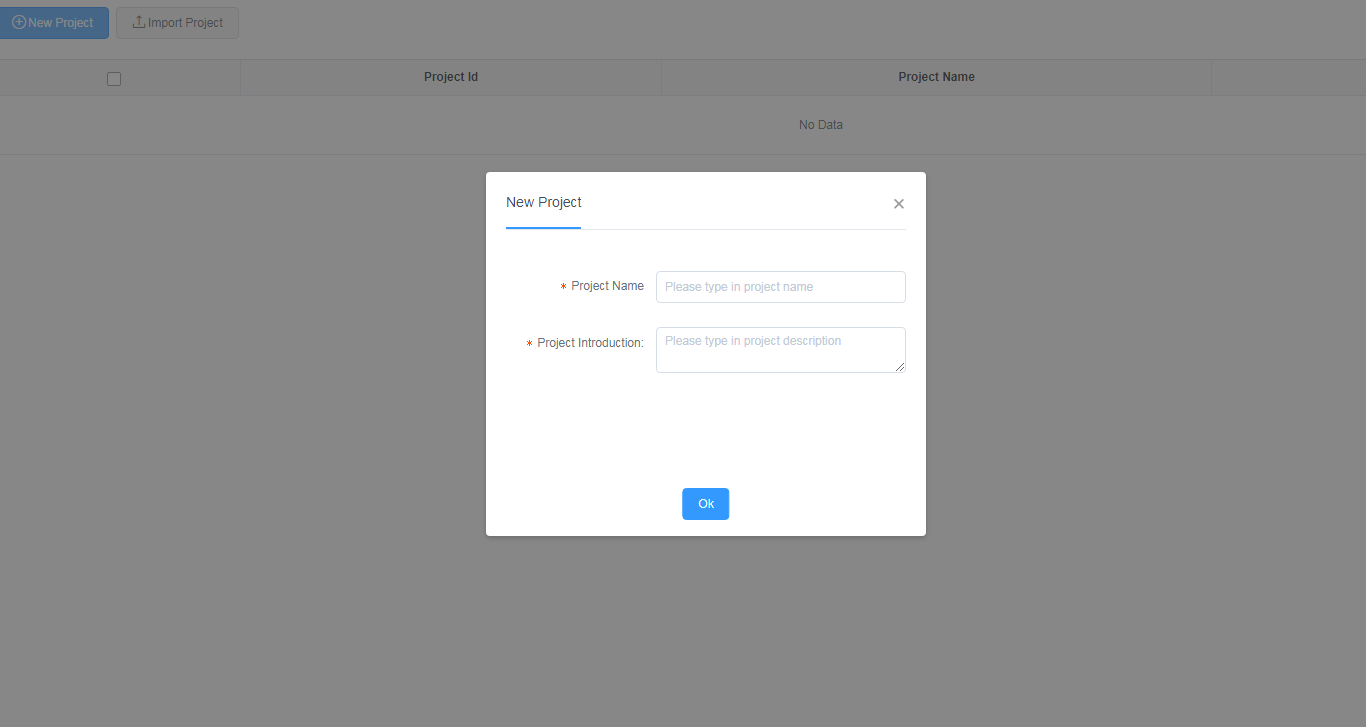 New Project
Import Project
Project Id
Project Name
No Data
New Project
* Project Name
Please type in project name
* Project Introduction:
Please type in project description
Ok